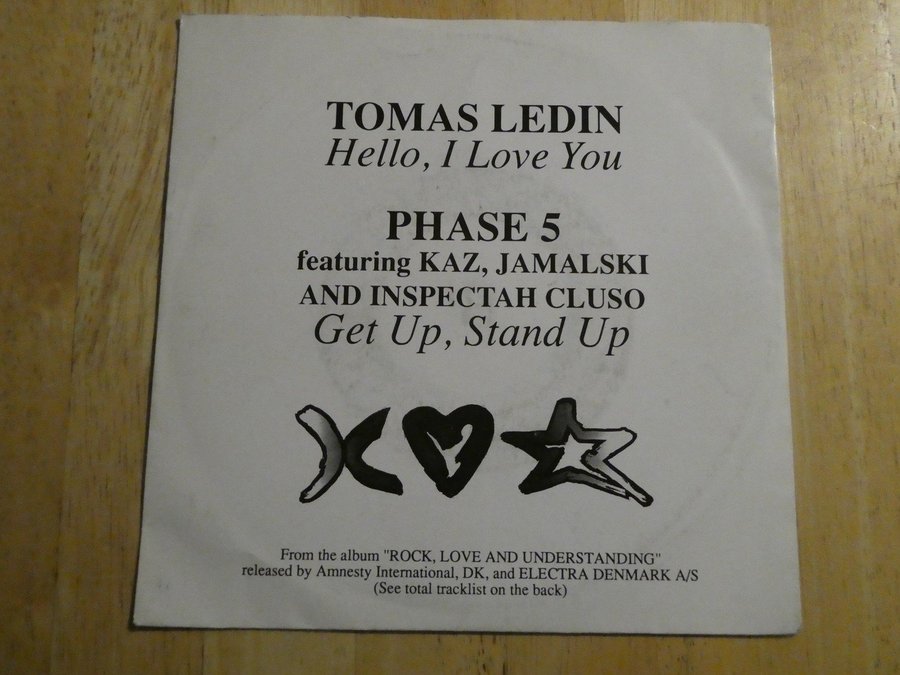 TOMAS LEDIN
Hello, I Love You
PHASE 5
featuring KAZ, JAMALSKI
AND INSPECTAH CLUSO
Get Up, Stand Up
From the album "ROCK, LOVE AND UNDERSTANDING"
released by Amnesty International, DK, and ELECTRA DENMARK A/S
(See total tracklist on the back)